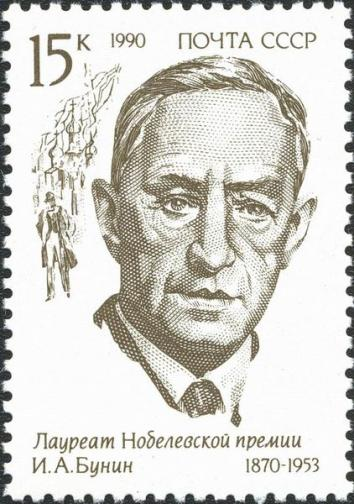 15к 1990 ПОЧТА СССР
Лауреат Нобелевской премии
И.А.Бунин 1870-1953